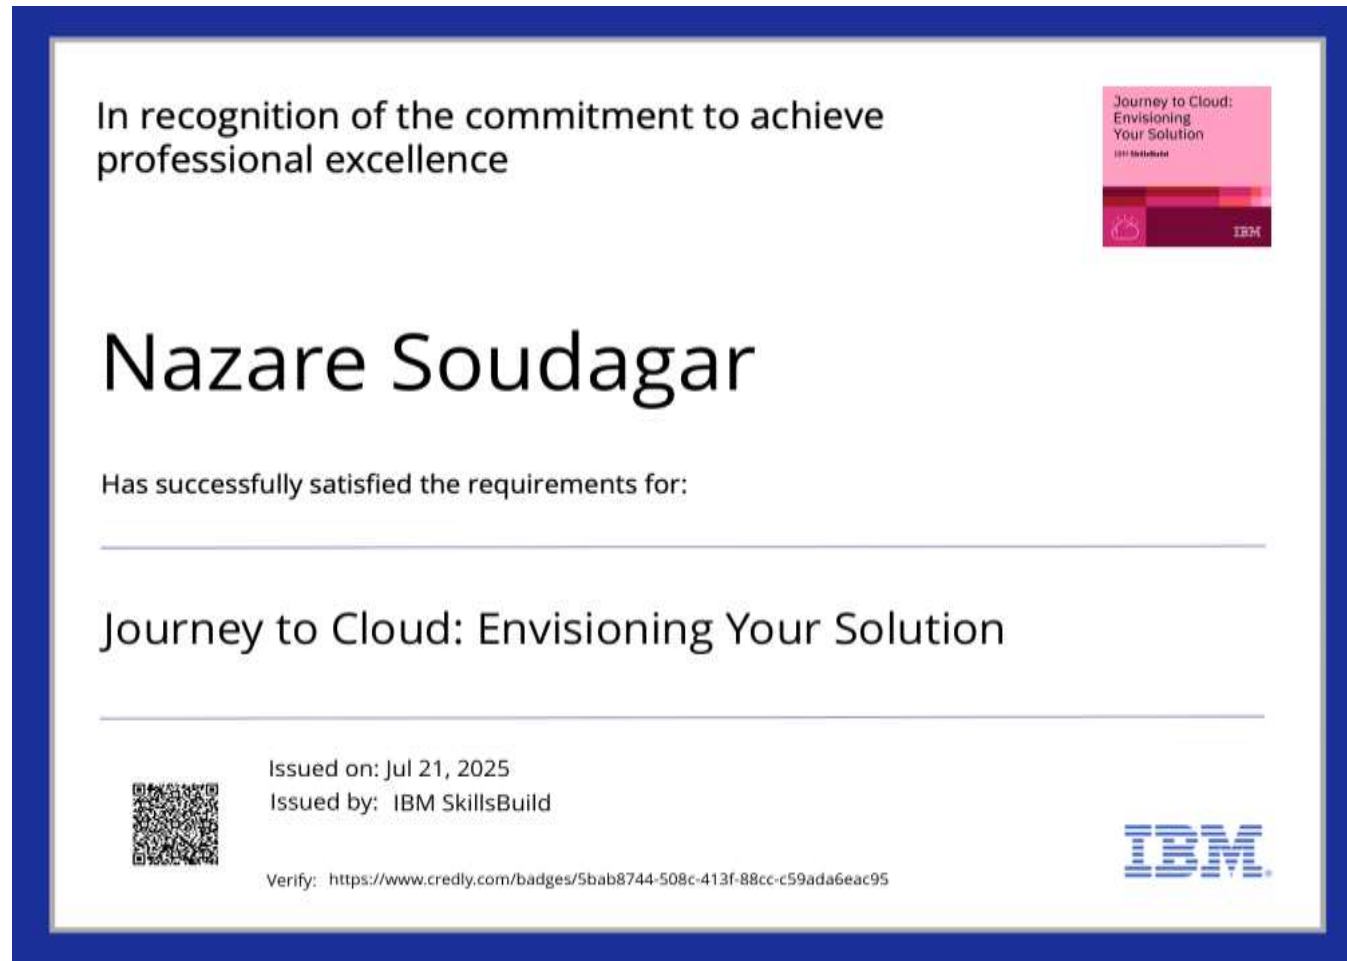 In recognition of the commitment to achieve
professional excellence
Journey to Cloud:
Envisioning
Your Solution
IBM SkillsBuild
IBM
Nazare Soudagar
Has successfully satisfied the requirements for:
Journey to Cloud: Envisioning Your Solution
Issued on: Jul 21, 2025
Issued by: IBM SkillsBuild
Verify: https://www.credly.com/badges/5bab8744-508c-413f-88cc-c59ada6eac95
IBM.